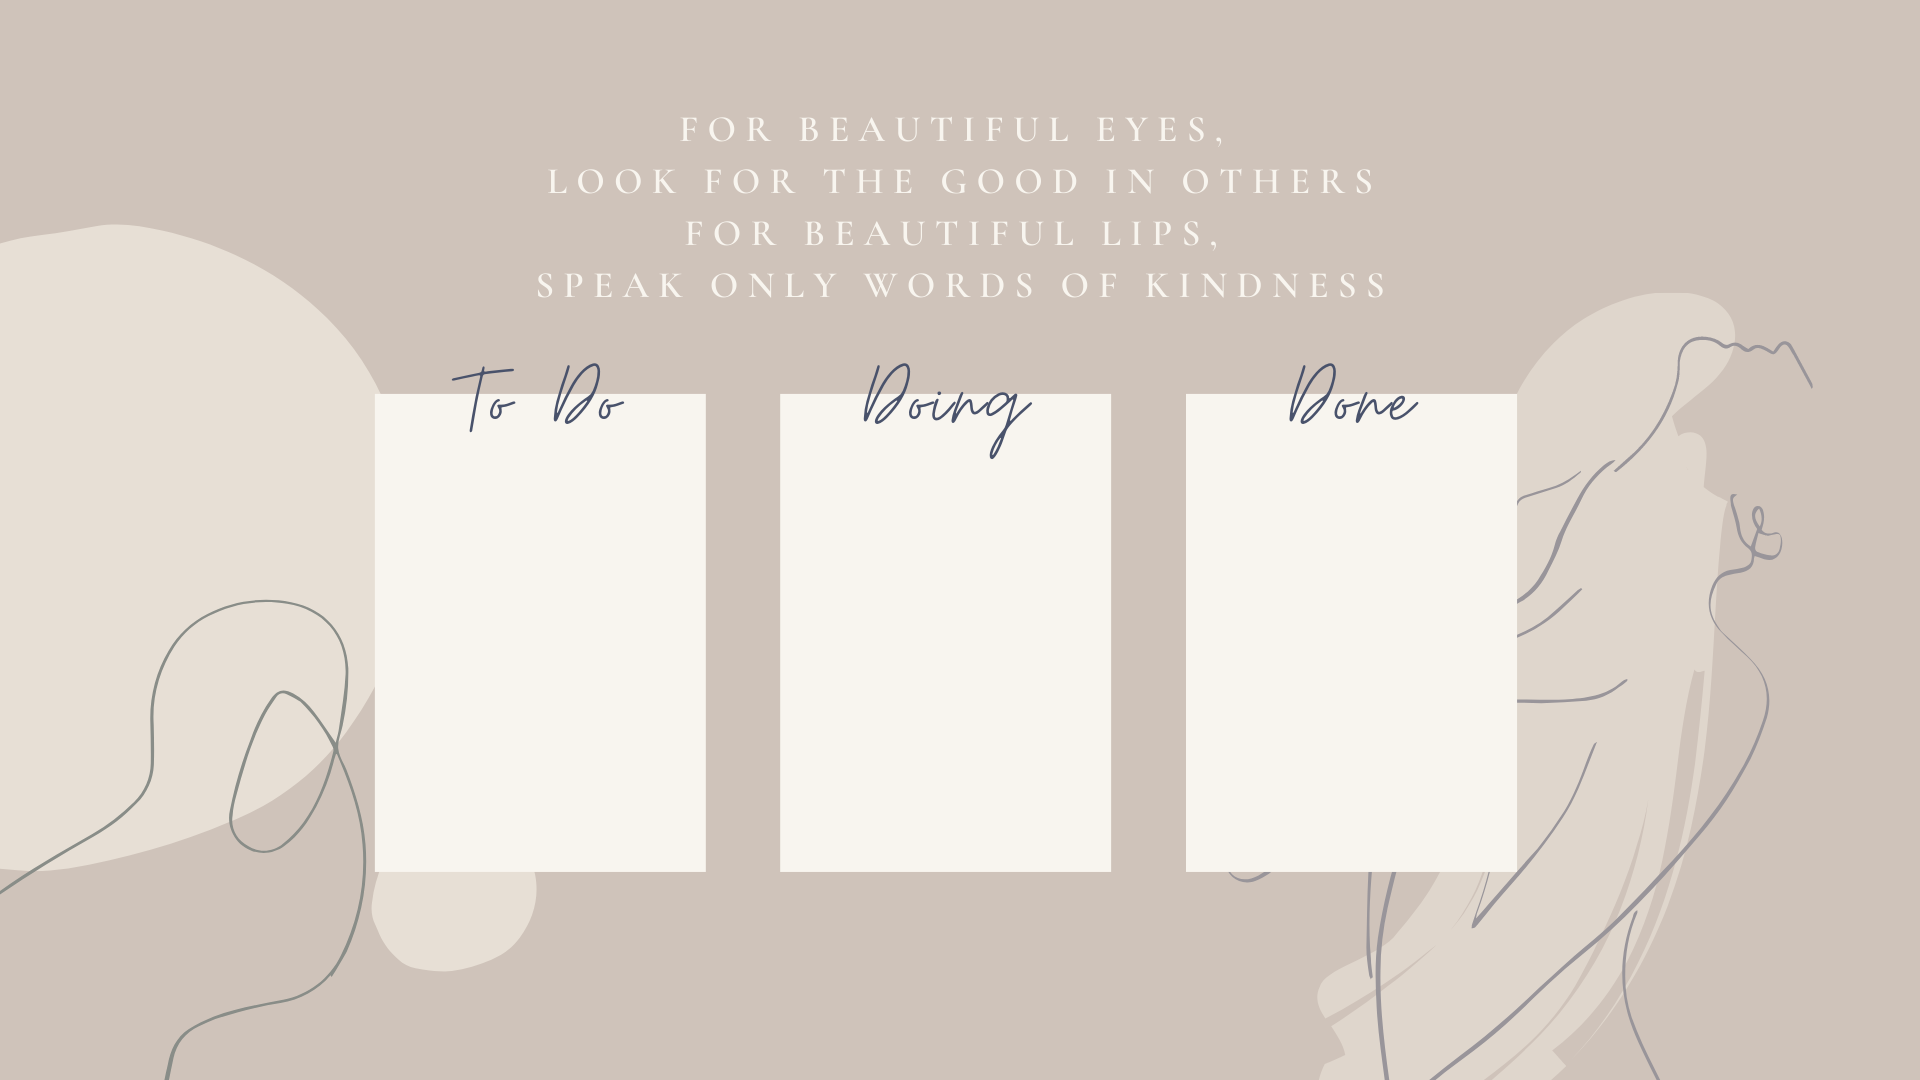 FOR BEAUTIFUL EYES,
LOOK FOR THE GOOD IN OTHERS
FOR BEAUTIFUL LIPS,
SPEAK ONLY WORDS OF KINDNESS
To Do
Doing
Done